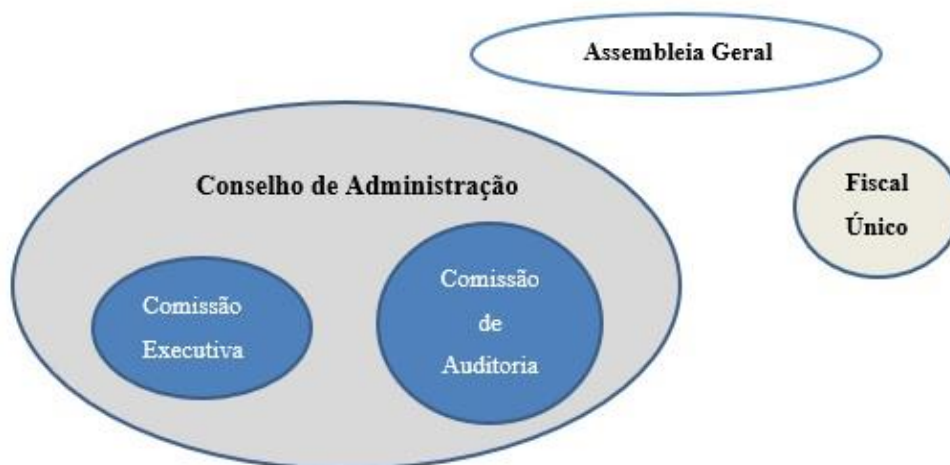 Assembleia Geral
Conselho de Administração
Fiscal
Único
Comissão
Executiva
Comissão
de
Auditoria